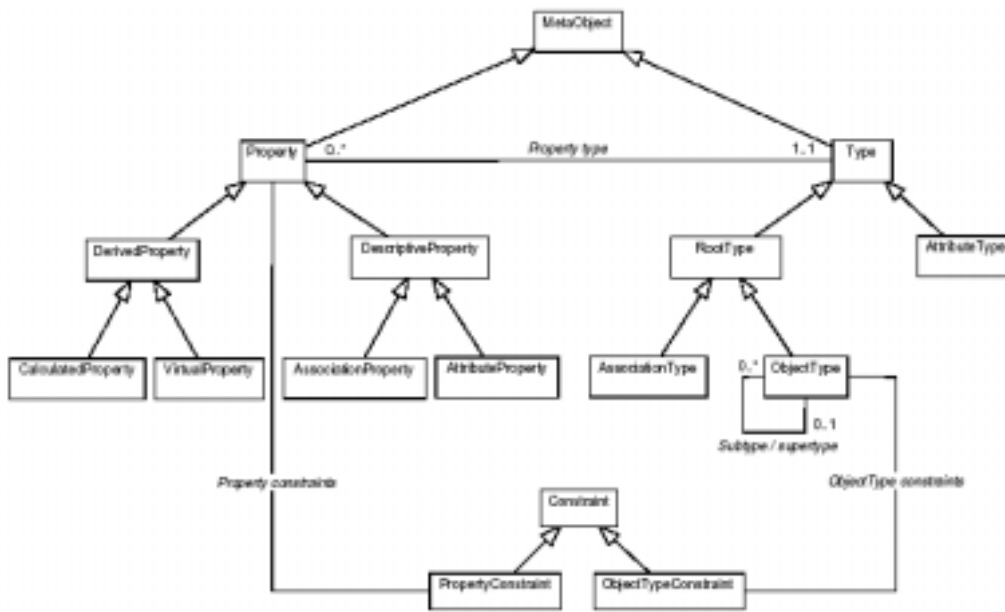 MetaObject
Property
0..*
Property type
1..1
Type
DerivedProperty
DescriptiveProperty
RootType
AttributeType
CalculatedProperty
VirtualProperty
AssociationProperty
AttributeProperty
AssociationType
0..*
ObjectType
0..1
Subtype / supertype
Property constraints
ObjectType constraints
Constraint
PropertyConstraint
ObjectTypeConstraint